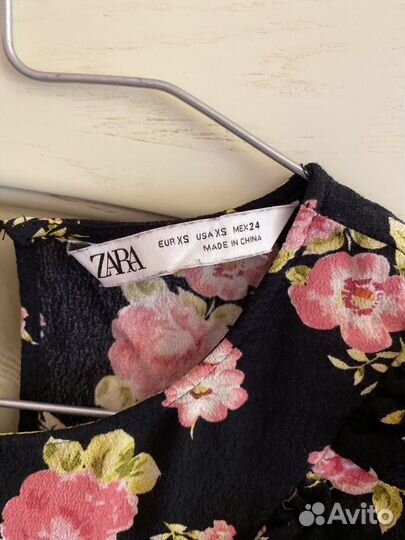 ZARA
EUR XS USA XS MEX 24
MADE IN CHINA
Avito